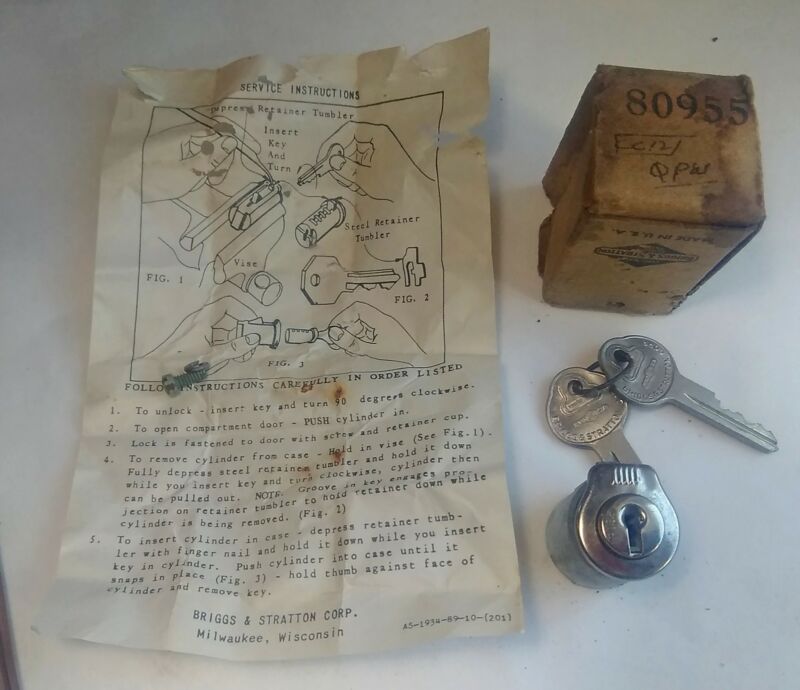 SERVICE INSTRUCTIONS
Depress Retainer Tumbler
Insert
Key
And
Turn
Steel Retainer
Tumbler
Vise
FIG. 1
FIG. 2
FIG. 3
FOLLOW INSTRUCTIONS CAREFULLY IN ORDER LISTED
1. To unlock - insert key and turn 90 degrees clockwise.
2. To open compartment door - PUSH cylinder in.
3. Lock is fastened to door with screw and retainer cup.
4. To remove cylinder from case - Hold in vise (See Fig.1).
Fully depress steel retainer tumbler and hold it down
while you insert key and turn clockwise, cylinder then
can be pulled out. NOTE. Groove in key engages pro-
jection on retainer tumbler to hold retainer down while
cylinder is being removed. (Fig. 2)
5. To insert cylinder in case - depress retainer tumb-
ler with finger nail and hold it down while you insert
key in cylinder. Push cylinder into case until it
snaps in place (Fig. 3) - hold thumb against face of
cylinder and remove key.
BRIGGS & STRATTON CORP.
Milwaukee, Wisconsin
AS-1934-89-10-(201)
80955
MADE IN U.S.A.
BRIGGS & STRATTON
BRIGGS & STRATTON